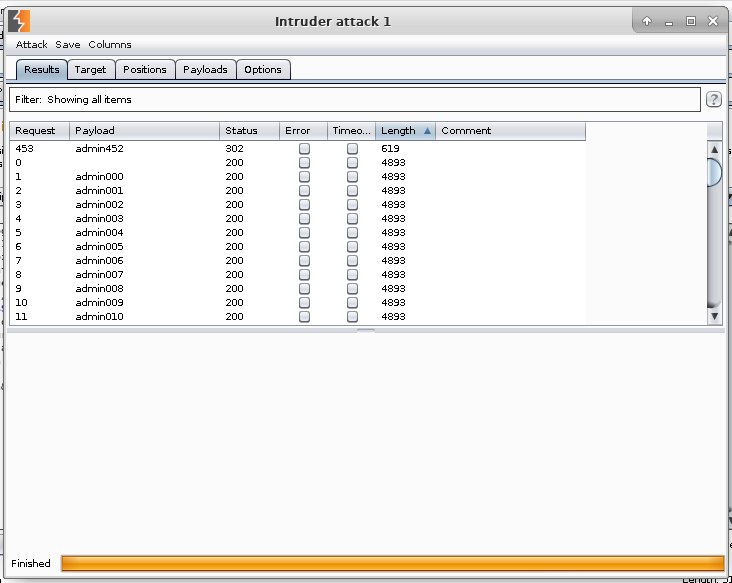 Intruder attack 1
Attack Save Columns
Results Target Positions Payloads Options
Filter: Showing all items
?
Request Payload Status Error Timeo... Length Comment
453 admin452 302 619
0 200 4893
1 admin000 200 4893
2 admin001 200 4893
3 admin002 200 4893
4 admin003 200 4893
5 admin004 200 4893
6 admin005 200 4893
7 admin006 200 4893
8 admin007 200 4893
9 admin008 200 4893
10 admin009 200 4893
11 admin010 200 4893
Finished